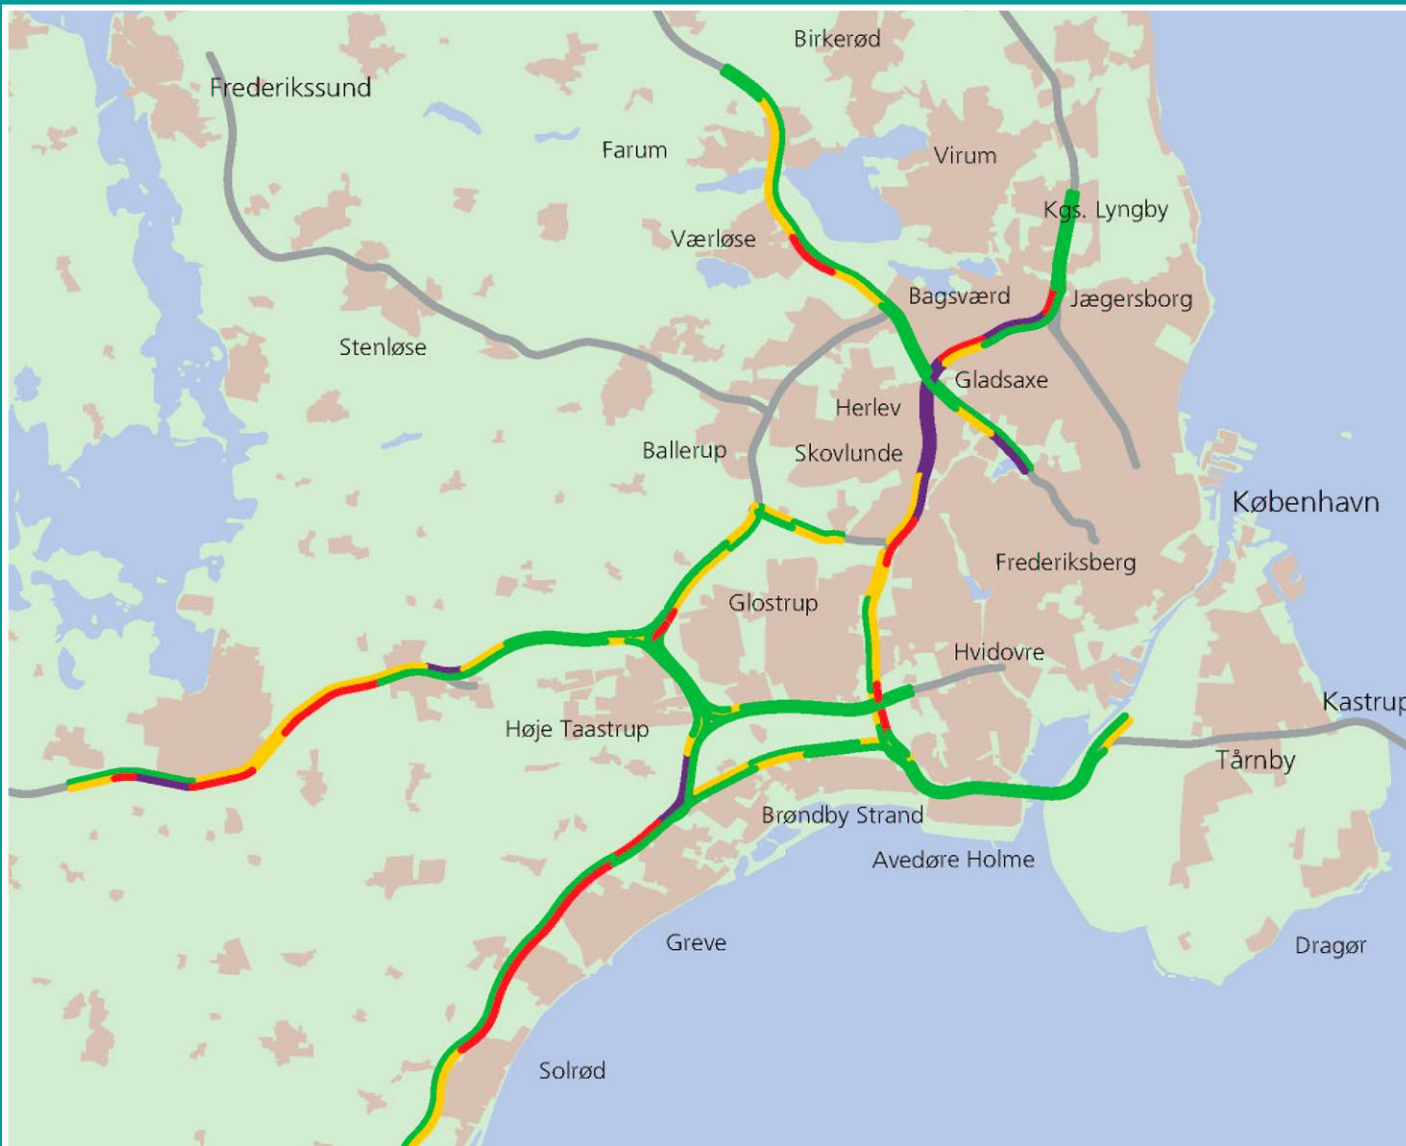 Birkerød
Frederikssund
Farum
Virum
Kgs. Lyngby
Værløse
Bagsværd
Jægersborg
Stenløse
Gladsaxe
Herlev
Ballerup
Skovlunde
København
Frederiksberg
Glostrup
Hvidovre
Kastrup
Høje Taastrup
Tårnby
Brøndby Strand
Avedøre Holme
Greve
Dragør
Solrød